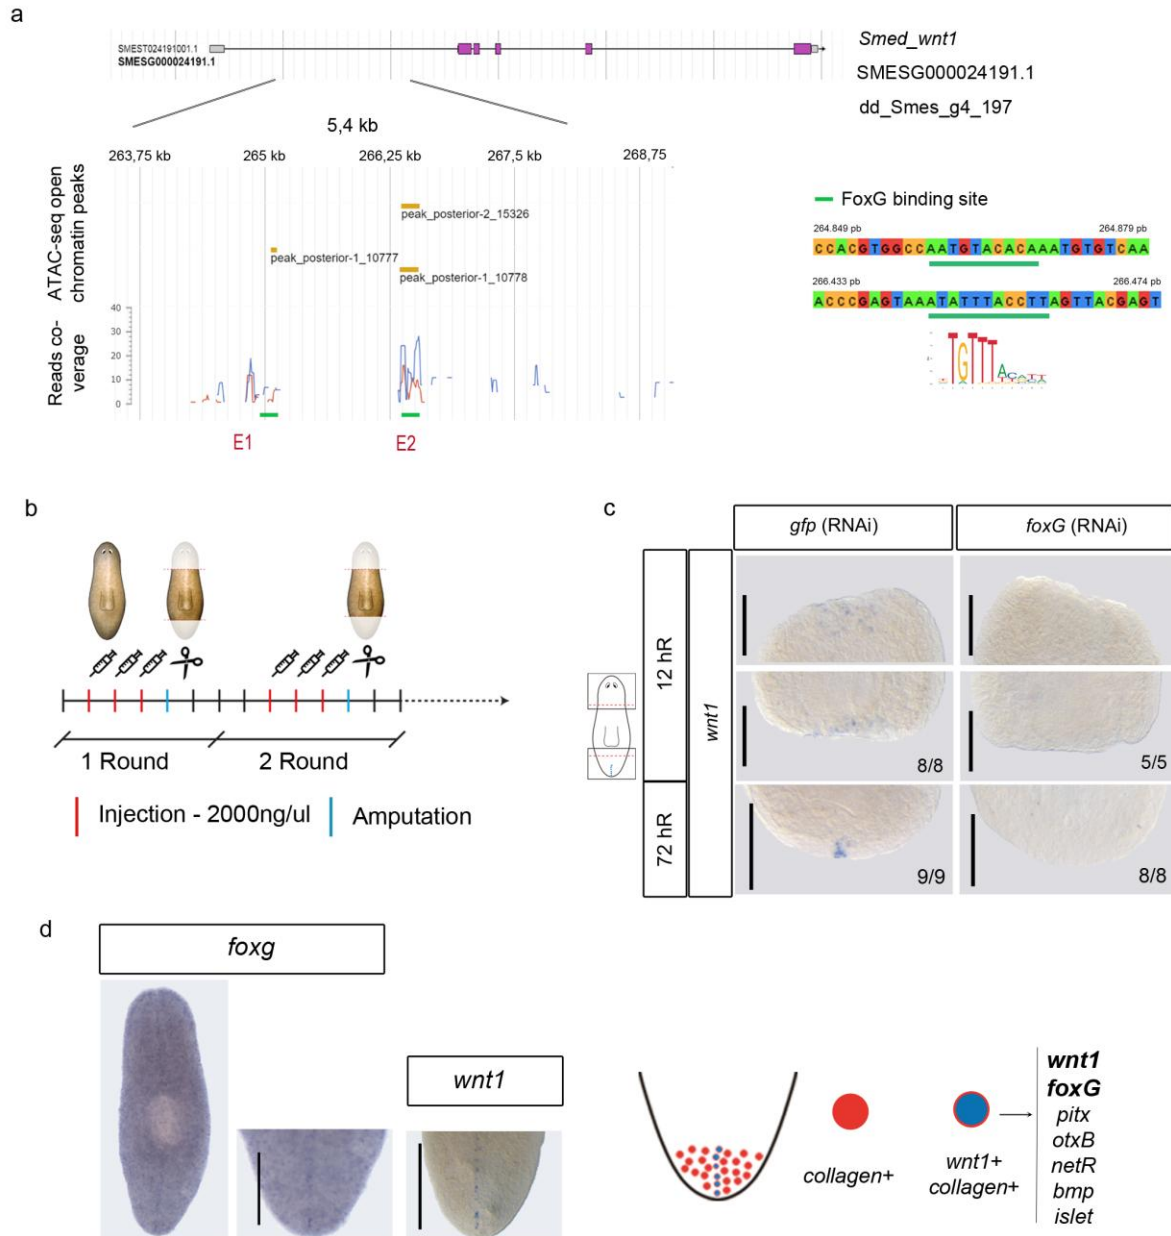 a
SMEST024191001.1
SMESG000024191.1
Smed_wnt1
SMESG000024191.1
dd_Smes_g4_197
5,4 kb
263,75 kb 265 kb 266,25 kb 267,5 kb 268,75
ATAC-seq open
chromatin peaks
peak_posterior-2_15326
peak_posterior-1_10777
peak_posterior-1_10778
Reads co-
verage
40
30
20
10
0
E1 E2
FoxG binding site
264.849 pb 264.879 pb
CCACGTGGCCAATGTACACAAATGTGTCAA
266.433 pb 266.474 pb
ACCCGAGTAAATATTTACCTTAGTTACGAGT
b
1 Round 2 Round
Injection - 2000ng/ul Amputation
c
gfp (RNAi) foxG (RNAi)
12 hR
72 hR
wnt1
8/8 5/5
9/9 8/8
d
foxg
wnt1
collagen+
wnt1+
collagen+
wnt1
foxG
pitx
otxB
netR
bmp
islet